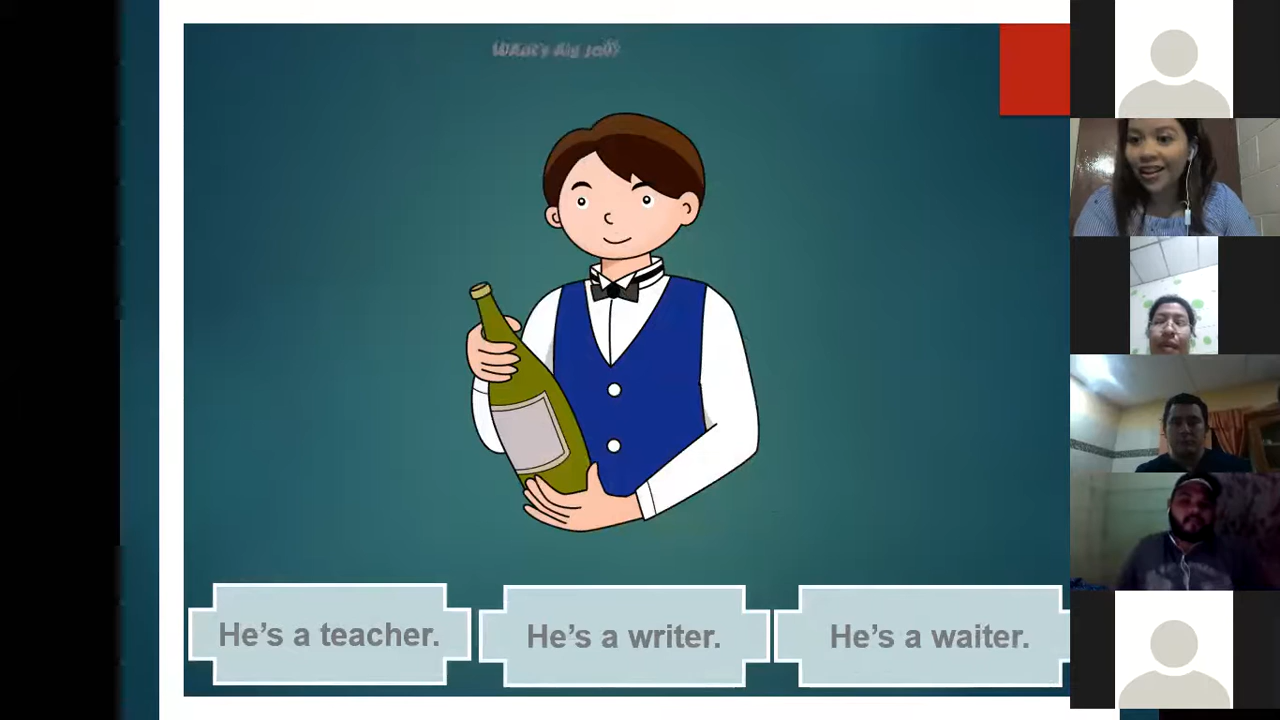 What's his job?
He's a teacher.
He's a writer.
He's a waiter.